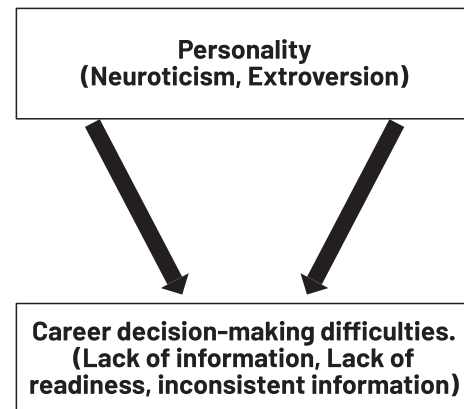 Personality
(Neuroticism, Extroversion)
Career decision-making difficulties.
(Lack of information, Lack of
readiness, inconsistent information)